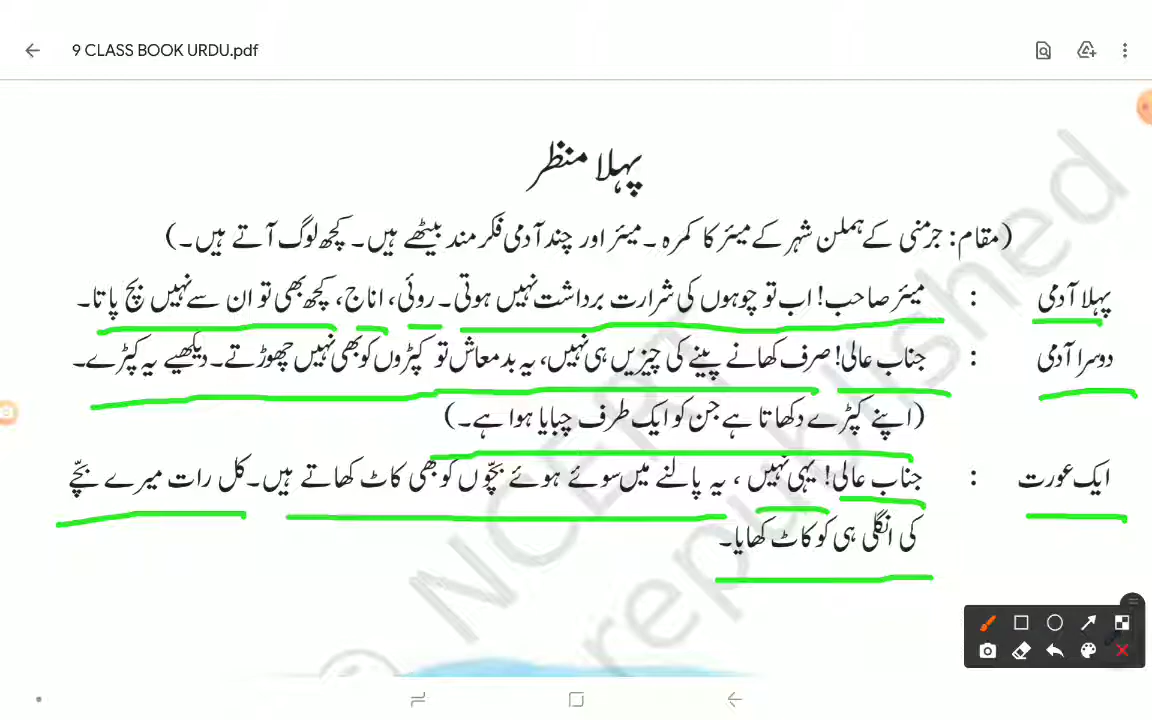 9 CLASS BOOK URDU.pdf
پہلا منظر
(مقام: جرمنی کے ہملن شہر کے میئر کا کمرہ ۔ میئر اور چند آدمی فکر مند بیٹھے ہیں۔ کچھ لوگ آتے ہیں۔)
پہلا آدمی : میئر صاحب! اب تو چوہوں کی شرارت برداشت نہیں ہوتی۔ روئی، اناج، کچھ بھی تو ان سے نہیں بچ پاتا۔
دوسرا آدمی : جناب عالی! صرف کھانے پینے کی چیزیں ہی نہیں، یہ بدمعاش تو کپڑوں کو بھی نہیں چھوڑتے۔ دیکھیے یہ کپڑے۔
(اپنے کپڑے دکھاتا ہے جن کو ایک طرف چبایا ہوا ہے۔)
ایک عورت : جناب عالی! یہی نہیں ، یہ پالنے میں سوئے ہوئے بچّوں کو بھی کاٹ کھاتے ہیں۔ کل رات میرے بچّے
کی انگلی ہی کو کاٹ کھایا۔
NCERT
republished